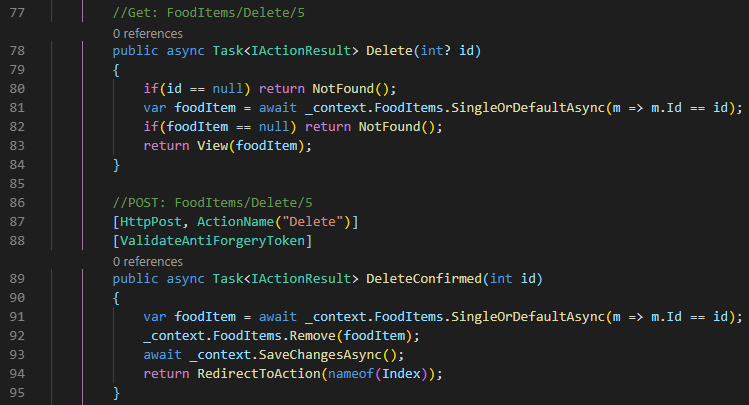 77 //Get: FoodItems/Delete/5
0 references
78 public async Task<IActionResult> Delete(int? id)
79 {
80 if(id == null) return NotFound();
81 var foodItem = await _context.FoodItems.SingleOrDefaultAsync(m => m.Id == id);
82 if(foodItem == null) return NotFound();
83 return View(foodItem);
84 }
85
86 //POST: FoodItems/Delete/5
87 [HttpPost, ActionName("Delete")]
88 [ValidateAntiForgeryToken]
0 references
89 public async Task<IActionResult> DeleteConfirmed(int id)
90 {
91 var foodItem = await _context.FoodItems.SingleOrDefaultAsync(m => m.Id == id);
92 _context.FoodItems.Remove(foodItem);
93 await _context.SaveChangesAsync();
94 return RedirectToAction(nameof(Index));
95 }